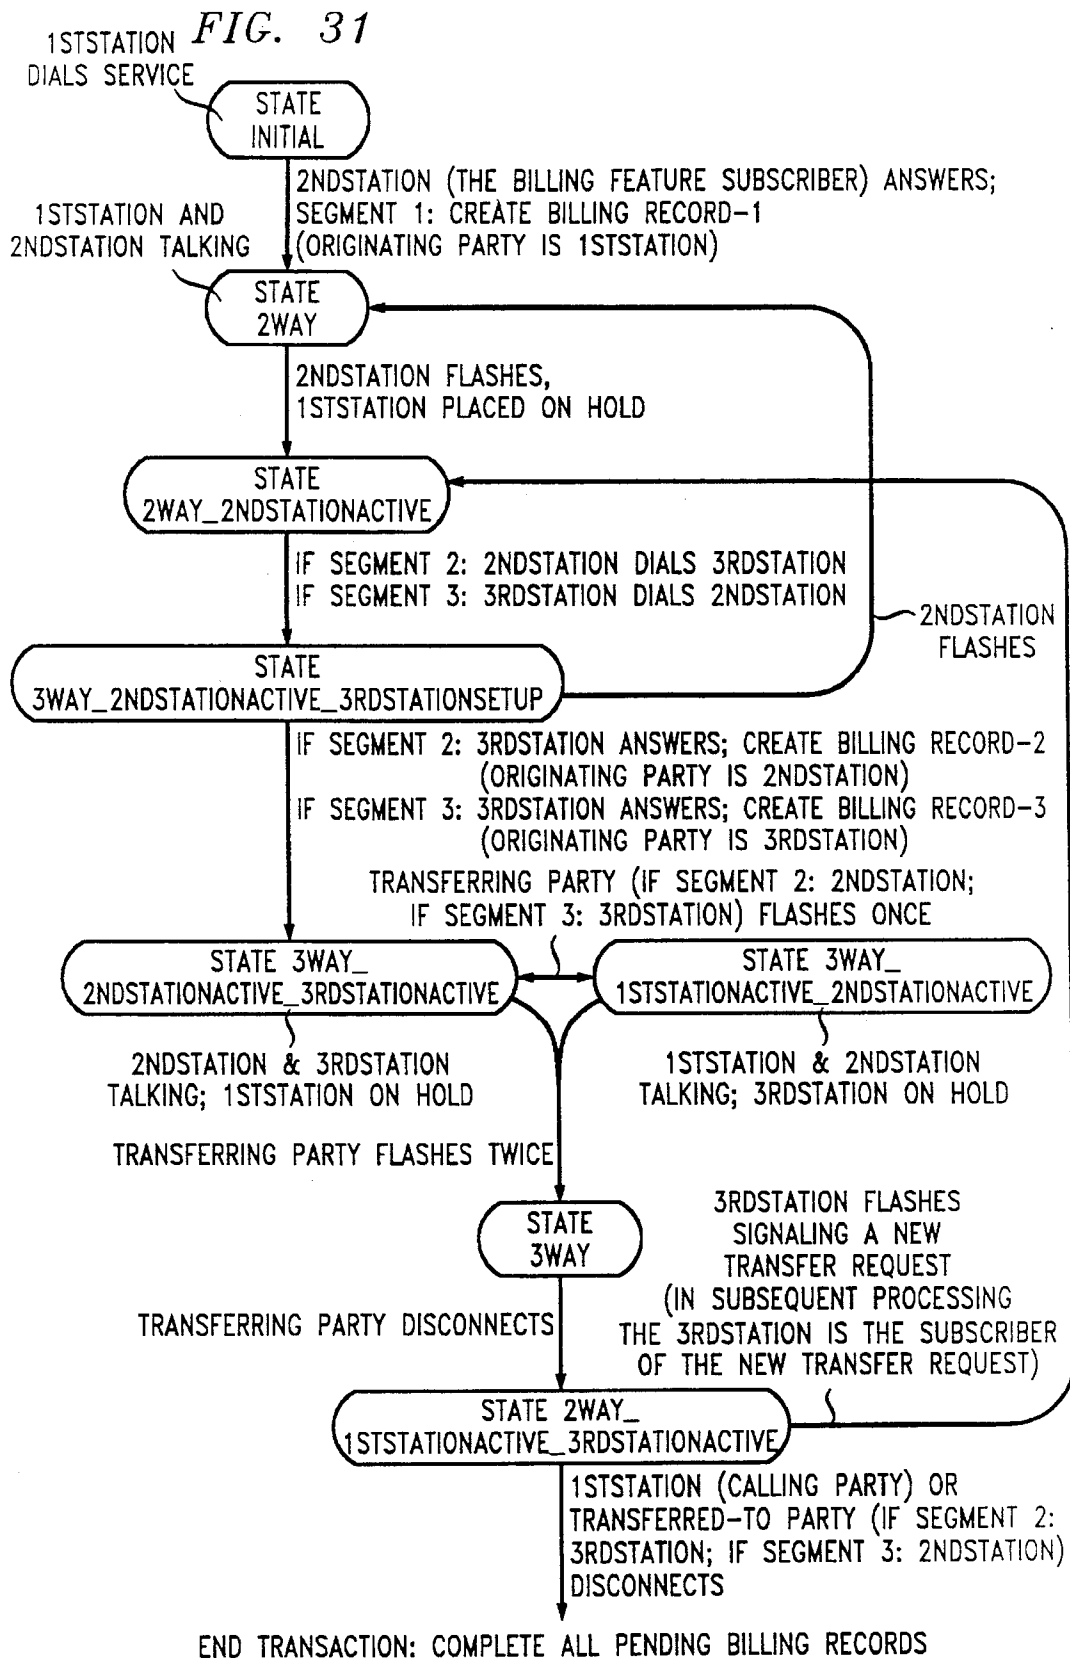 FIG. 31
1STSTATION
DIALS SERVICE
STATE
INITIAL
2NDSTATION (THE BILLING FEATURE SUBSCRIBER) ANSWERS;
SEGMENT 1: CREATE BILLING RECORD-1
(ORIGINATING PARTY IS 1STSTATION)
1STSTATION AND
2NDSTATION TALKING
STATE
2WAY
2NDSTATION FLASHES,
1STSTATION PLACED ON HOLD
STATE
2WAY_2NDSTATIONACTIVE
IF SEGMENT 2: 2NDSTATION DIALS 3RDSTATION
IF SEGMENT 3: 3RDSTATION DIALS 2NDSTATION
2NDSTATION
FLASHES
STATE
3WAY_2NDSTATIONACTIVE_3RDSTATIONSETUP
IF SEGMENT 2: 3RDSTATION ANSWERS; CREATE BILLING RECORD-2
(ORIGINATING PARTY IS 2NDSTATION)
IF SEGMENT 3: 3RDSTATION ANSWERS; CREATE BILLING RECORD-3
(ORIGINATING PARTY IS 3RDSTATION)
TRANSFERRING PARTY (IF SEGMENT 2: 2NDSTATION;
IF SEGMENT 3: 3RDSTATION) FLASHES ONCE
STATE 3WAY_
2NDSTATIONACTIVE_3RDSTATIONACTIVE
STATE 3WAY_
1STSTATIONACTIVE_2NDSTATIONACTIVE
2NDSTATION & 3RDSTATION
TALKING; 1STSTATION ON HOLD
1STSTATION & 2NDSTATION
TALKING; 3RDSTATION ON HOLD
TRANSFERRING PARTY FLASHES TWICE
STATE
3WAY
3RDSTATION FLASHES
SIGNALING A NEW
TRANSFER REQUEST
(IN SUBSEQUENT PROCESSING
THE 3RDSTATION IS THE SUBSCRIBER
OF THE NEW TRANSFER REQUEST)
TRANSFERRING PARTY DISCONNECTS
STATE 2WAY_
1STSTATIONACTIVE_3RDSTATIONACTIVE
1STSTATION (CALLING PARTY) OR
TRANSFERRED-TO PARTY (IF SEGMENT 2:
3RDSTATION; IF SEGMENT 3: 2NDSTATION)
DISCONNECTS
END TRANSACTION: COMPLETE ALL PENDING BILLING RECORDS